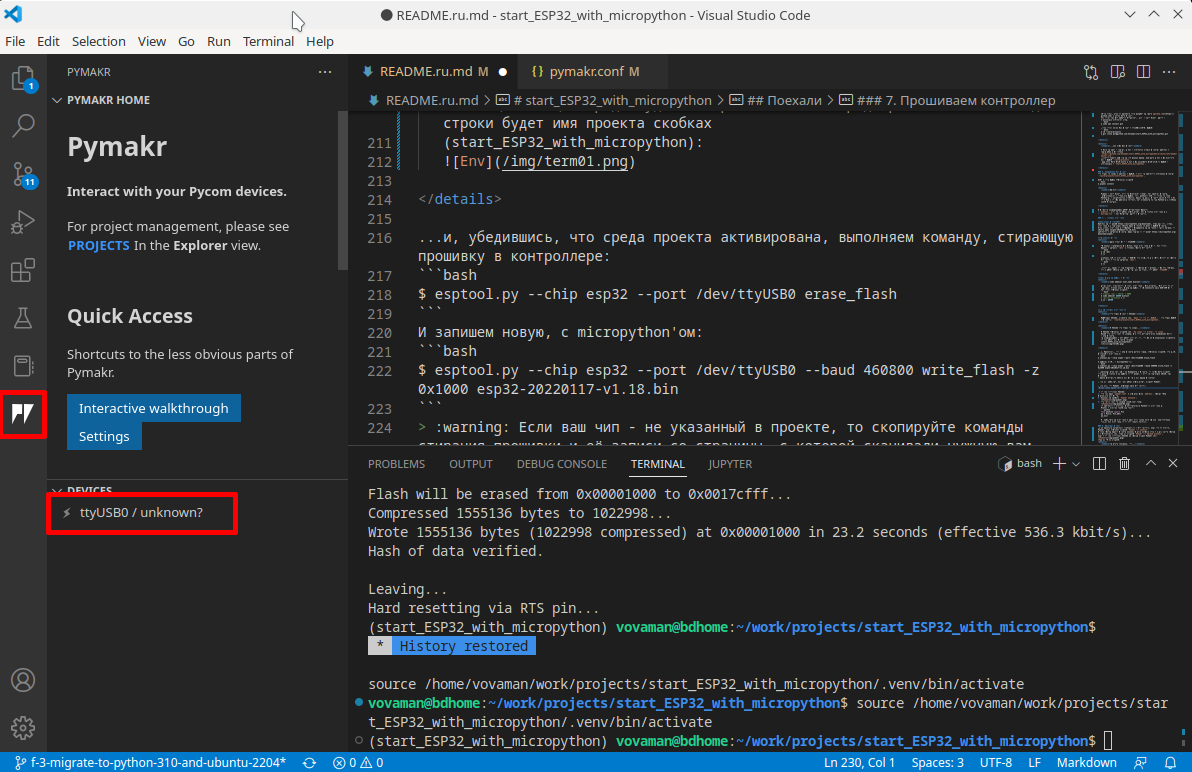 README.ru.md - start_ESP32_with_micropython - Visual Studio Code
File Edit Selection View Go Run Terminal Help
PYMAKR
PYMAKR HOME
Pymakr
Interact with your Pycom devices.
For project management, please see
PROJECTS In the Explorer view.
Quick Access
Shortcuts to the less obvious parts of
Pymakr.
Interactive walkthrough
Settings
DEVICES
ttyUSB0 / unknown?
1
11
README.ru.md M
{} pymakr.conf M
README.ru.md > # start_ESP32_with_micropython > ## Поехали > ### 7. Прошиваем контроллер
строки будет имя проекта скобках
211 (start_ESP32_with_micropython):
212 ![Env](/img/term01.png)
213
214 </details>
215
216 ...и, убедившись, что среда проекта активирована, выполняем команду, стирающую
прошивку в контроллере:
217 ```bash
218 $ esptool.py --chip esp32 --port /dev/ttyUSB0 erase_flash
219 ```
220 И запишем новую, с micropython'ом:
221 ```bash
222 $ esptool.py --chip esp32 --port /dev/ttyUSB0 --baud 460800 write_flash -z
0x1000 esp32-20220117-v1.18.bin
223 ```
224 > :warning: Если ваш чип - не указанный в проекте, то скопируйте команды
PROBLEMS OUTPUT DEBUG CONSOLE TERMINAL JUPYTER
bash
Flash will be erased from 0x00001000 to 0x0017cfff...
Compressed 1555136 bytes to 1022998...
Wrote 1555136 bytes (1022998 compressed) at 0x00001000 in 23.2 seconds (effective 536.3 kbit/s)...
Hash of data verified.
Leaving...
Hard resetting via RTS pin...
(start_ESP32_with_micropython) vovaman@bdhome:~/work/projects/start_ESP32_with_micropython$
* History restored
source /home/vovaman/work/projects/start_ESP32_with_micropython/.venv/bin/activate
vovaman@bdhome:~/work/projects/start_ESP32_with_micropython$ source /home/vovaman/work/projects/star
t_ESP32_with_micropython/.venv/bin/activate
(start_ESP32_with_micropython) vovaman@bdhome:~/work/projects/start_ESP32_with_micropython$
f-3-migrate-to-python-310-and-ubuntu-2204* 0 0 Ln 230, Col 1 Spaces: 3 UTF-8 LF Markdown